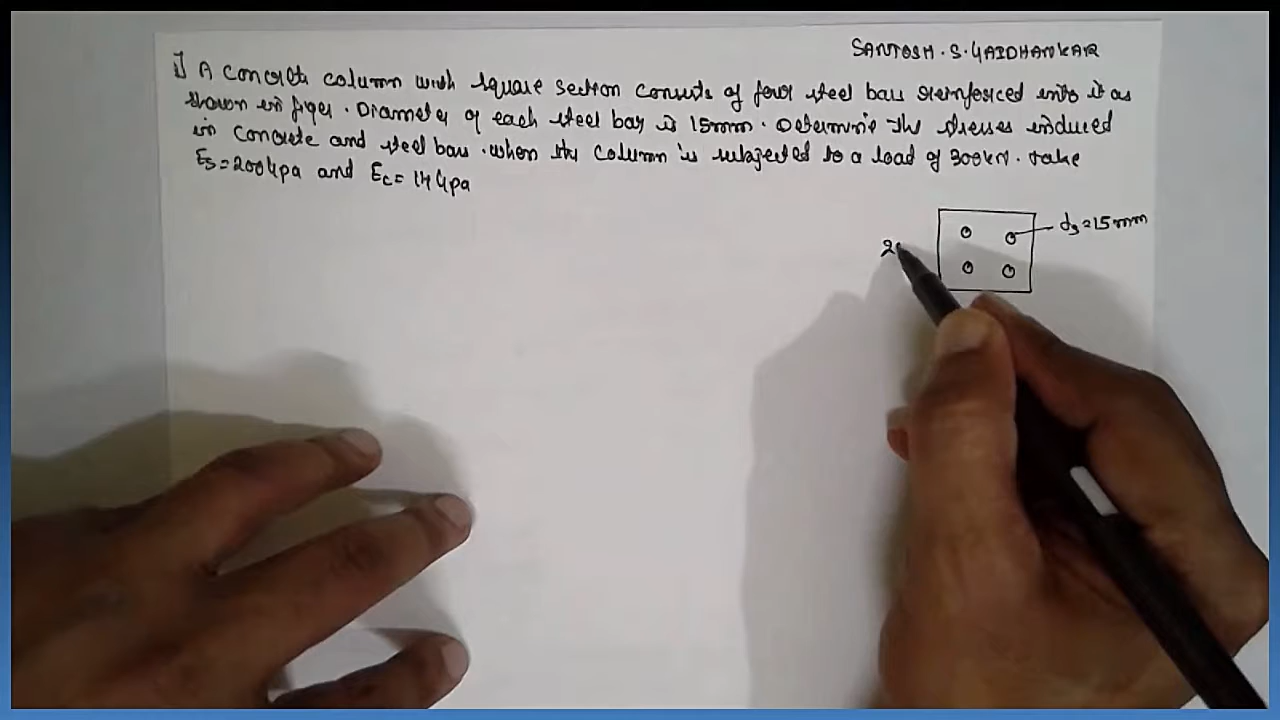 SANTOSH.S.GAIDHANKAR
1] A Concrete column with square section consists of four steel bars reinforced into it as
shown in figer. Diameter of each steel bar is 15mm. Determine the stresses induced
in concrete and steel bars. when the column is subjected to a load of 300kN. take
Es=200Gpa and Ec=14Gpa
ds=15mm